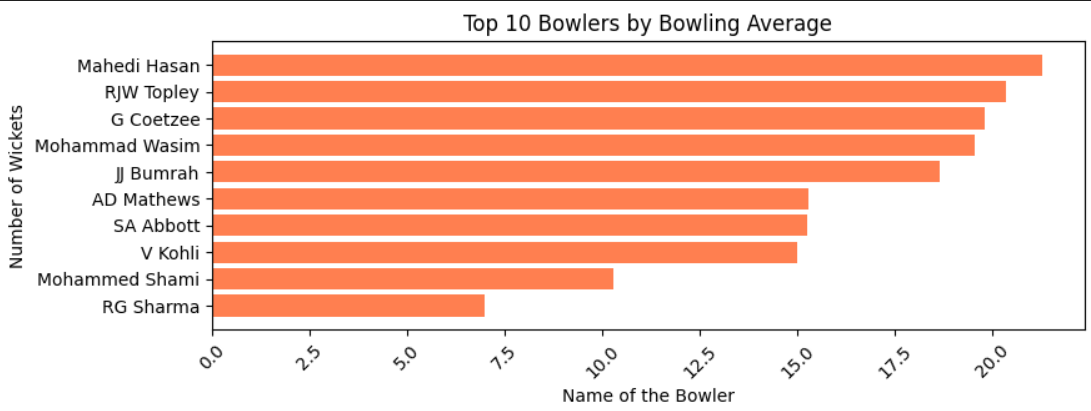 Top 10 Bowlers by Bowling Average
Number of Wickets
Mahedi Hasan
RJW Topley
G Coetzee
Mohammad Wasim
JJ Bumrah
AD Mathews
SA Abbott
V Kohli
Mohammed Shami
RG Sharma
0.0 2.5 5.0 7.5 10.0 12.5 15.0 17.5 20.0
Name of the Bowler